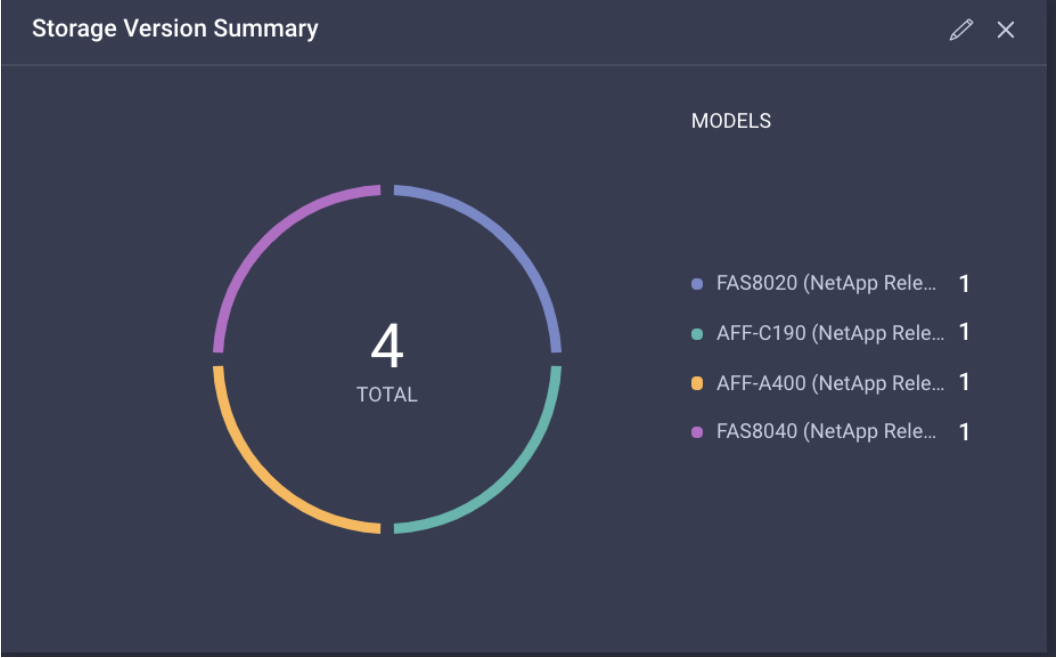 Storage Version Summary
MODELS
FAS8020 (NetApp Rele... 1
AFF-C190 (NetApp Rele... 1
AFF-A400 (NetApp Rele... 1
FAS8040 (NetApp Rele... 1
4
TOTAL